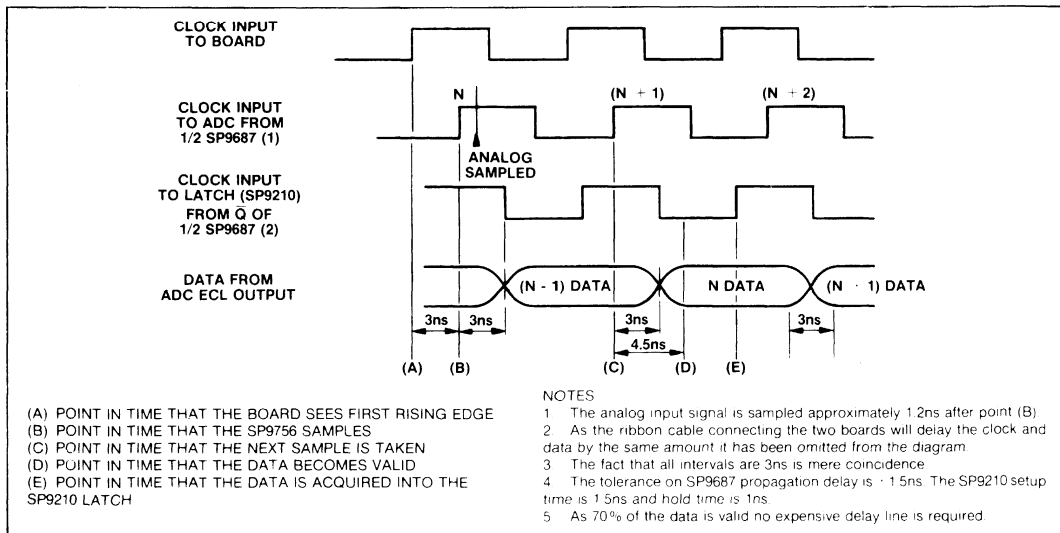 CLOCK INPUT
TO BOARD
N
(N + 1)
(N + 2)
CLOCK INPUT
TO ADC FROM
1/2 SP9687 (1)
ANALOG
SAMPLED
CLOCK INPUT
TO LATCH (SP9210)
FROM Q̅ OF
1/2 SP9687 (2)
DATA FROM
ADC ECL OUTPUT
(N - 1) DATA
N DATA
(N · 1) DATA
3ns
3ns
3ns
3ns
4.5ns
(A)
(B)
(C)
(D)
(E)
(A) POINT IN TIME THAT THE BOARD SEES FIRST RISING EDGE
(B) POINT IN TIME THAT THE SP9756 SAMPLES
(C) POINT IN TIME THAT THE NEXT SAMPLE IS TAKEN
(D) POINT IN TIME THAT THE DATA BECOMES VALID
(E) POINT IN TIME THAT THE DATA IS ACQUIRED INTO THE
SP9210 LATCH
NOTES
1 The analog input signal is sampled approximately 1.2ns after point (B)
2. As the ribbon cable connecting the two boards will delay the clock and
data by the same amount it has been omitted from the diagram
3 The fact that all intervals are 3ns is mere coincidence
4 The tolerance on SP9687 propagation delay is · 1.5ns. The SP9210 setup
time is 1 5ns and hold time is 1ns
5 As 70% of the data is valid no expensive delay line is required.